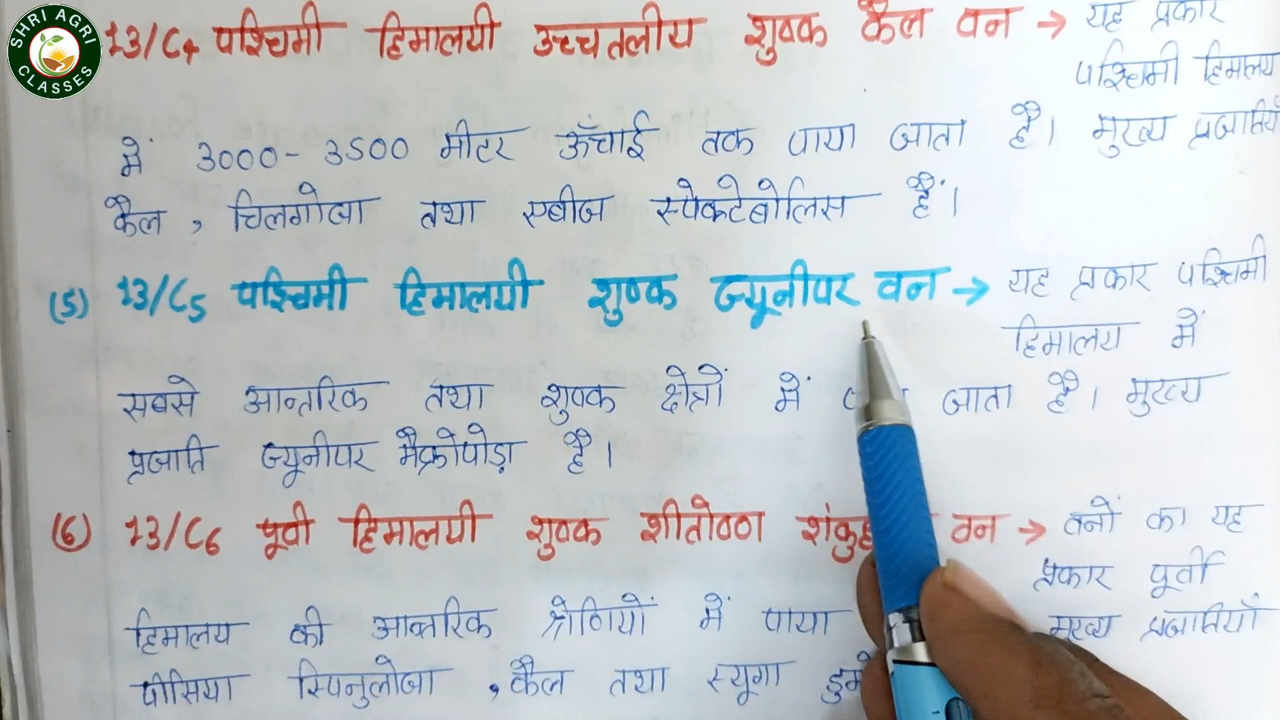 SHRI AGRI CLASSES
13/C4 पश्चिमी हिमालयी उच्चतलीय शुष्क कैल वन → यह प्रकार
पश्चिमी हिमालय
में 3000-3500 मीटर ऊँचाई तक पाया जाता है। मुख्य प्रजातियाँ
कैल, चिलगोजा तथा एबीज स्पेक्टेबोलिस हैं।
(5) 13/C5 पश्चिमी हिमालयी शुष्क ज्यूनीपर वन → यह प्रकार पश्चिमी
हिमालय में
सबसे आन्तरिक तथा शुष्क क्षेत्रों में जाता है। मुख्य
प्रजाति ज्यूनीपर मैक्रोपोड़ा है।
(6) 13/C6 पूर्वी हिमालयी शुष्क शीतोष्ण वन → वनों का यह
प्रकार पूर्वी
हिमालय की आन्तरिक श्रेणियों में पाया मुख्य प्रजातियाँ
पीसिया स्पिनुलोजा, कैल तथा स्यूगा